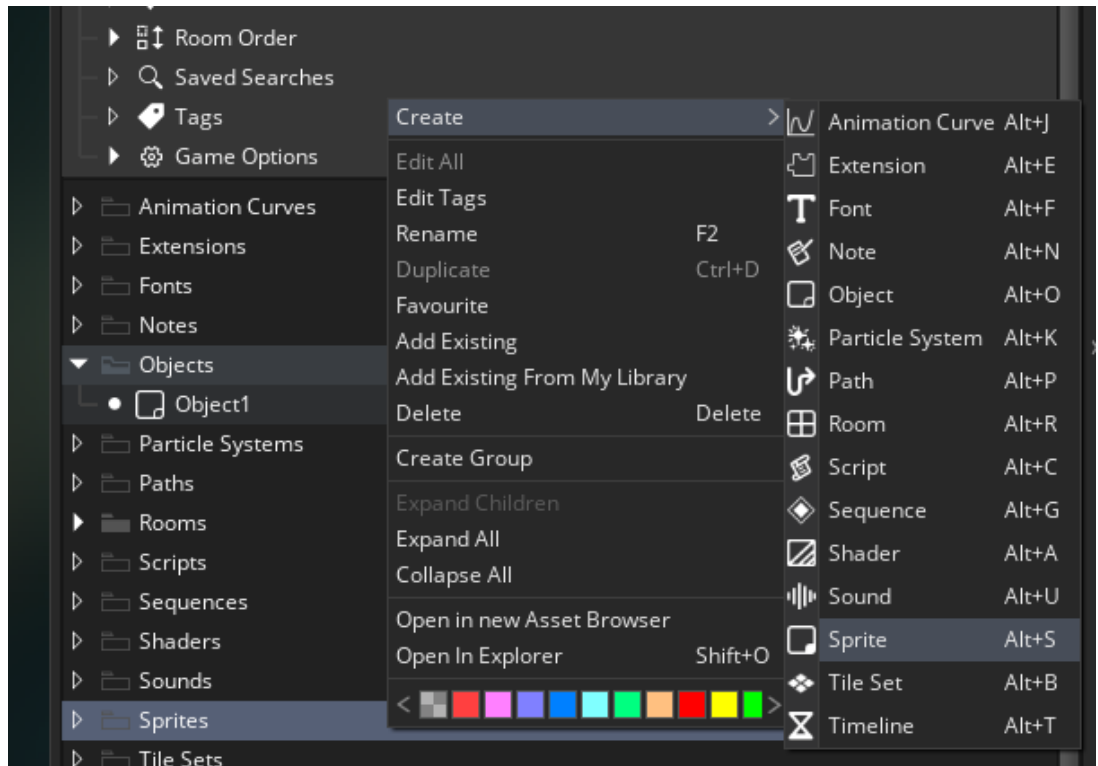 Room Order
Saved Searches
Tags
Game Options
Animation Curves
Extensions
Fonts
Notes
Objects
Object1
Particle Systems
Paths
Rooms
Scripts
Sequences
Shaders
Sounds
Sprites
Tile Sets
Create
Edit All
Edit Tags
Rename F2
Duplicate Ctrl+D
Favourite
Add Existing
Add Existing From My Library
Delete Delete
Create Group
Expand Children
Expand All
Collapse All
Open in new Asset Browser
Open In Explorer Shift+O
Animation Curve Alt+J
Extension Alt+E
Font Alt+F
Note Alt+N
Object Alt+O
Particle System Alt+K
Path Alt+P
Room Alt+R
Script Alt+C
Sequence Alt+G
Shader Alt+A
Sound Alt+U
Sprite Alt+S
Tile Set Alt+B
Timeline Alt+T